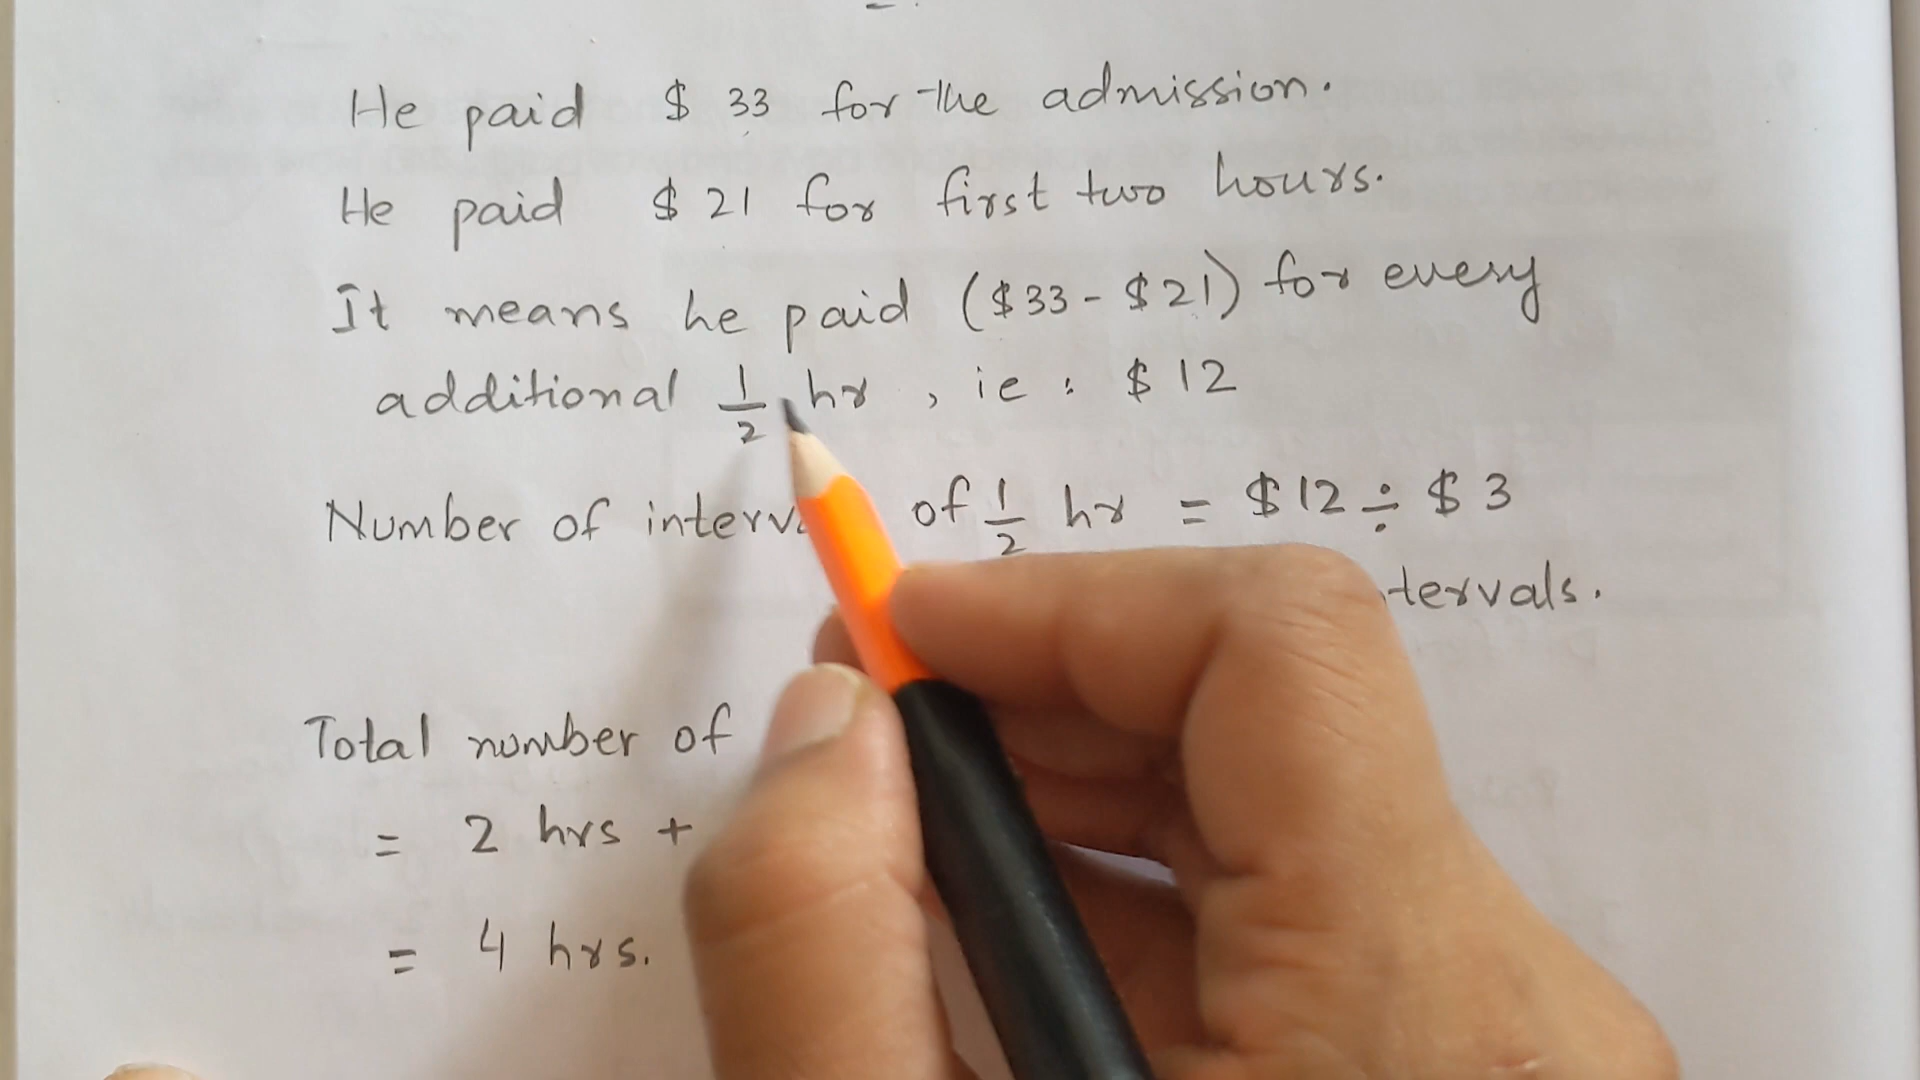 He paid $ 33 for the admission.
He paid $ 21 for first two hours.
It means he paid ($33 - $21) for every
additional 1/2 hr, ie: $ 12
Number of of 1/2 hr = $12 ÷ $ 3
Total number of
= 2 hrs +
= 4 hrs.